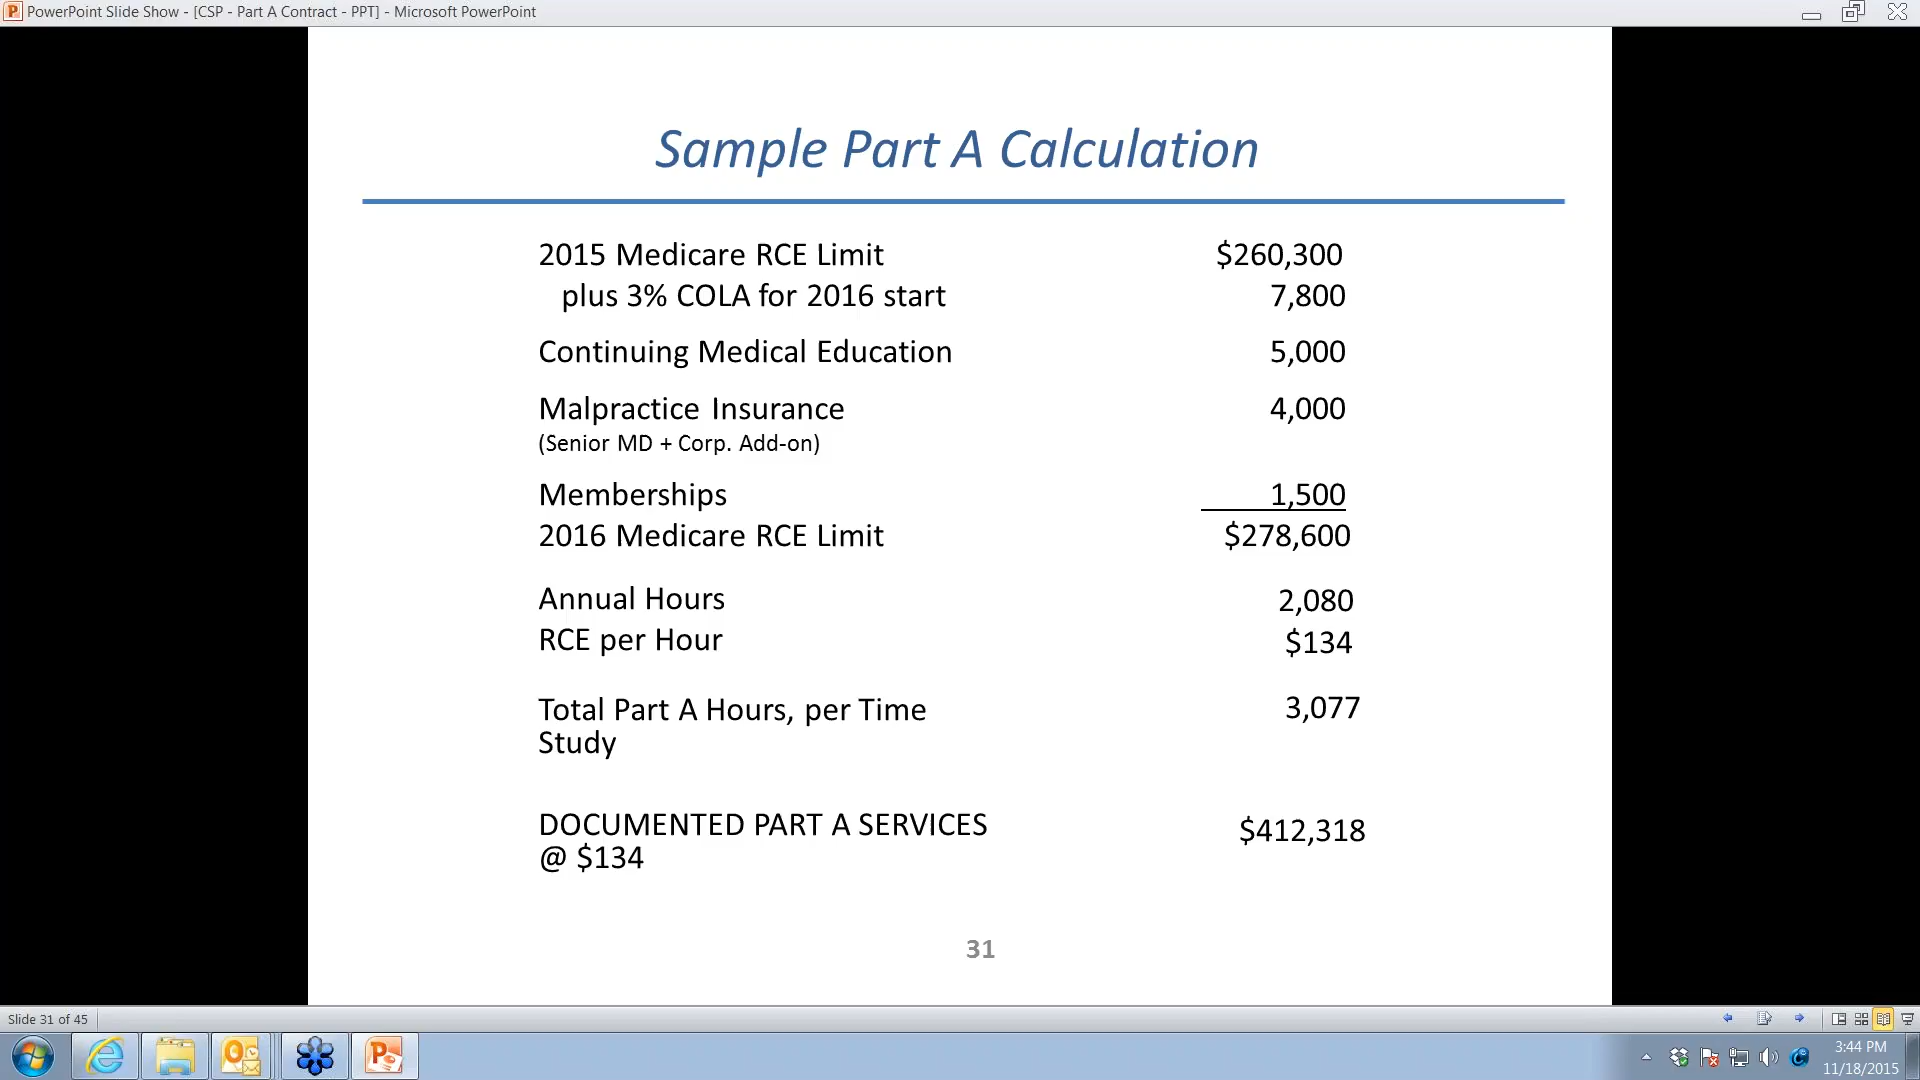 PowerPoint Slide Show - [CSP - Part A Contract - PPT] - Microsoft PowerPoint
Sample Part A Calculation
2015 Medicare RCE Limit $260,300
plus 3% COLA for 2016 start 7,800
Continuing Medical Education 5,000
Malpractice Insurance 4,000
(Senior MD + Corp. Add-on)
Memberships 1,500
2016 Medicare RCE Limit $278,600
Annual Hours 2,080
RCE per Hour $134
Total Part A Hours, per Time 3,077
Study
DOCUMENTED PART A SERVICES $412,318
@ $134
31
Slide 31 of 45
3:44 PM
11/18/2015